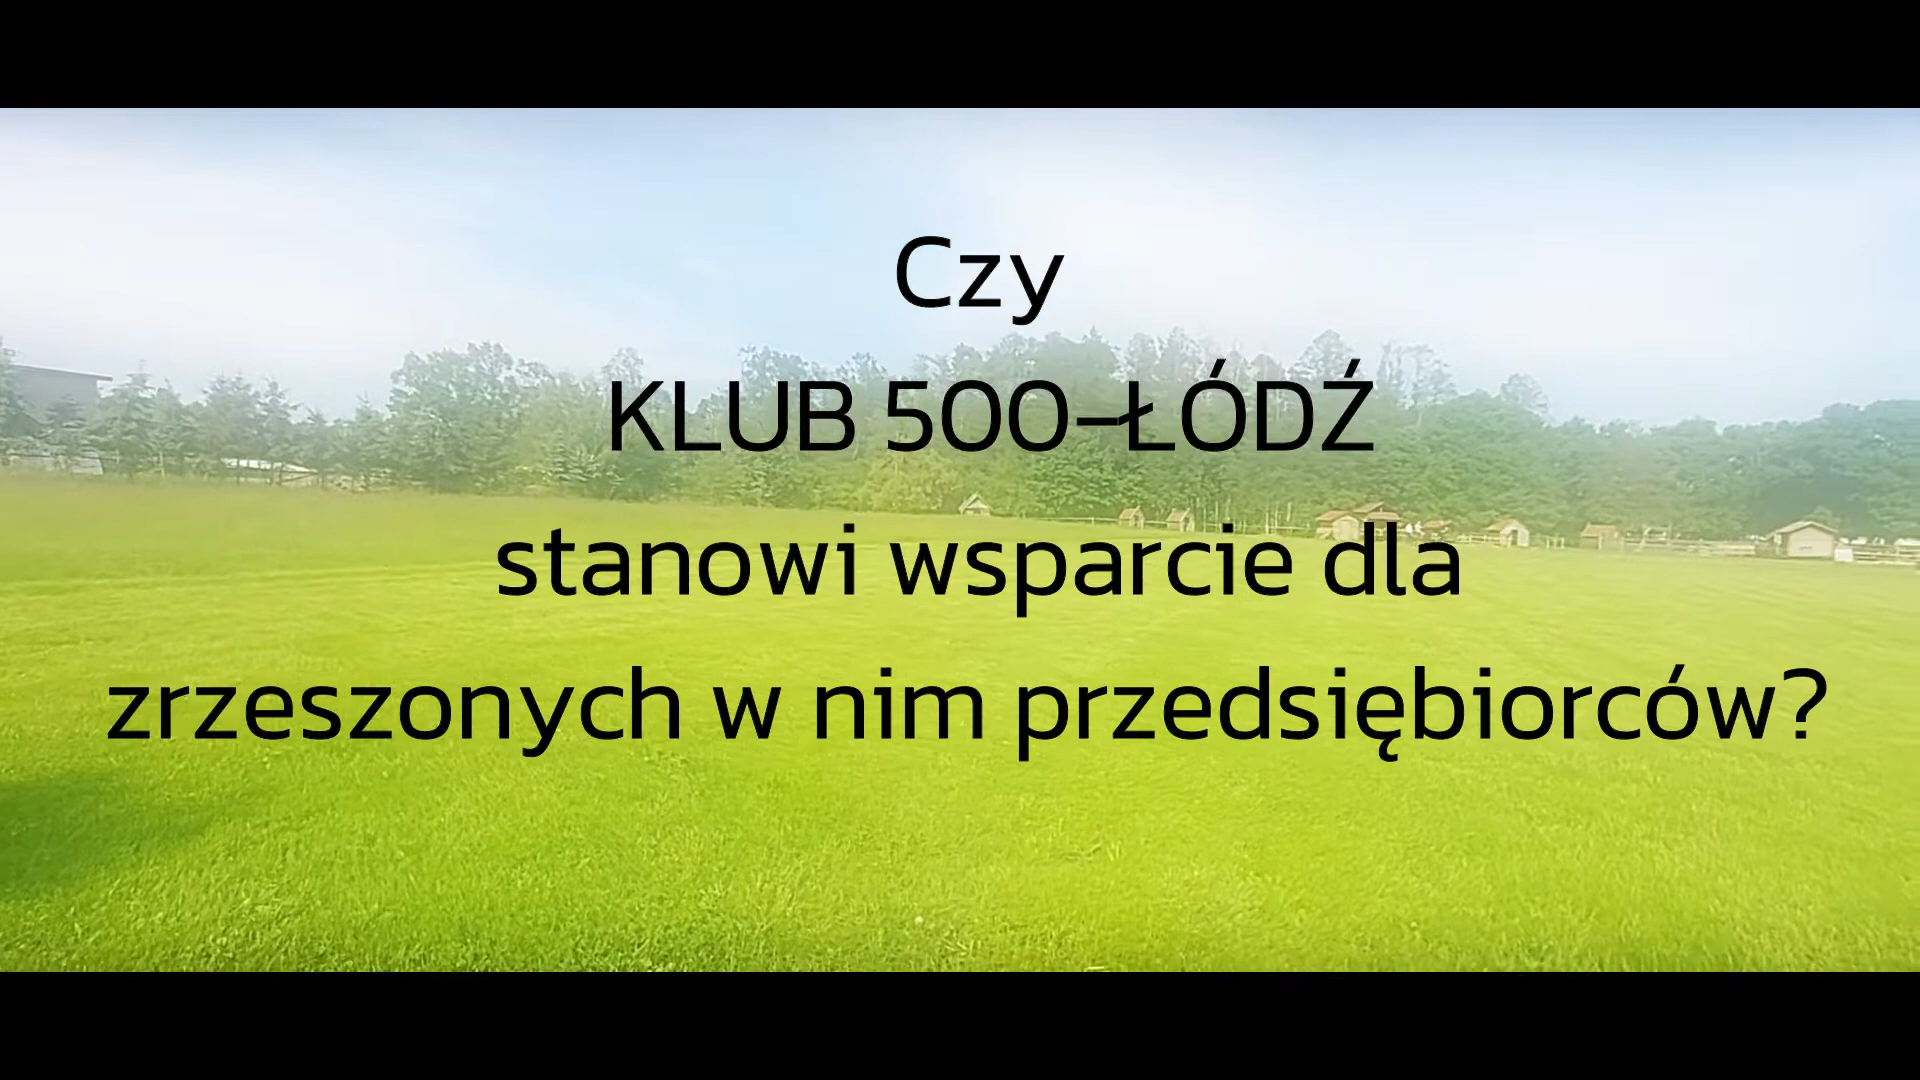 Czy
KLUB 500-ŁÓDŹ
stanowi wsparcie dla
zrzeszonych w nim przedsiębiorców?